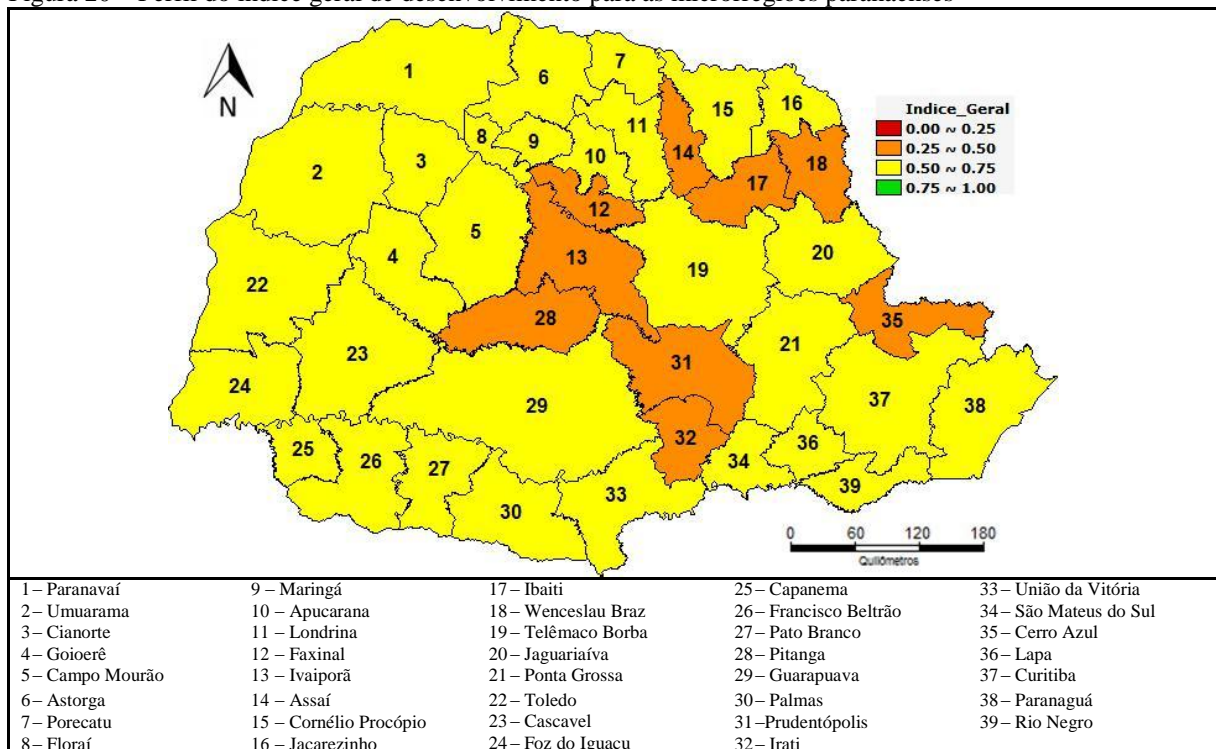 Figura 20 – Perfil do índice geral de desenvolvimento para as microrregiões paranaenses
N
1
2
3
4
5
6
7
8
9
10
11
12
13
14
15
16
17
18
19
20
21
22
23
24
25
26
27
28
29
30
31
32
33
34
35
36
37
38
39
Indice_Geral
0.00 ~ 0.25
0.25 ~ 0.50
0.50 ~ 0.75
0.75 ~ 1.00
0 60 120 180
Quilômetros
1 – Paranavaí
2 – Umuarama
3 – Cianorte
4 – Goioerê
5 – Campo Mourão
6 – Astorga
7 – Porecatu
8 – Floraí
9 – Maringá
10 – Apucarana
11 – Londrina
12 – Faxinal
13 – Ivaiporã
14 – Assaí
15 – Cornélio Procópio
16 – Jacarezinho
17 – Ibaiti
18 – Wenceslau Braz
19 – Telêmaco Borba
20 – Jaguariaíva
21 – Ponta Grossa
22 – Toledo
23 – Cascavel
24 – Foz do Iguaçu
25 – Capanema
26 – Francisco Beltrão
27 – Pato Branco
28 – Pitanga
29 – Guarapuava
30 – Palmas
31 –Prudentópolis
32 – Irati
33 – União da Vitória
34 – São Mateus do Sul
35 – Cerro Azul
36 – Lapa
37 – Curitiba
38 – Paranaguá
39 – Rio Negro